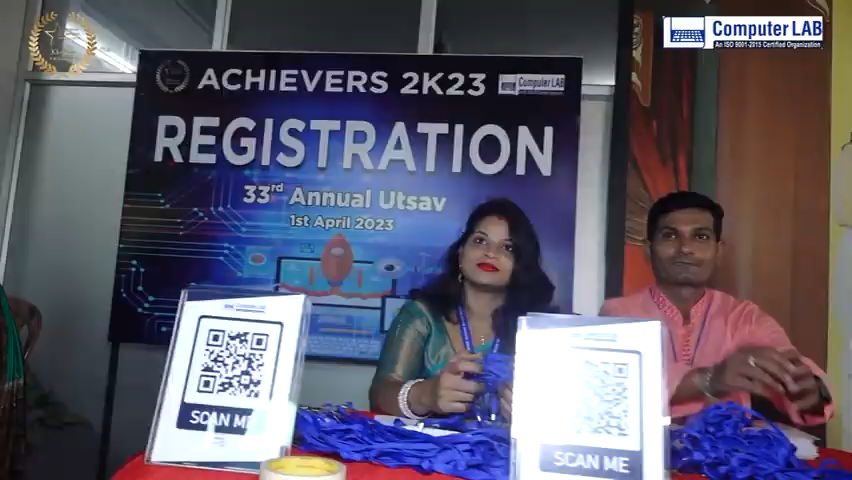 Computer LAB
An ISO 9001-2015 Certified Organization
ACHIEVERS 2K23
Computer LAB
REGISTRATION
33rd Annual Utsav
1st April 2023
SCAN ME
SCAN ME